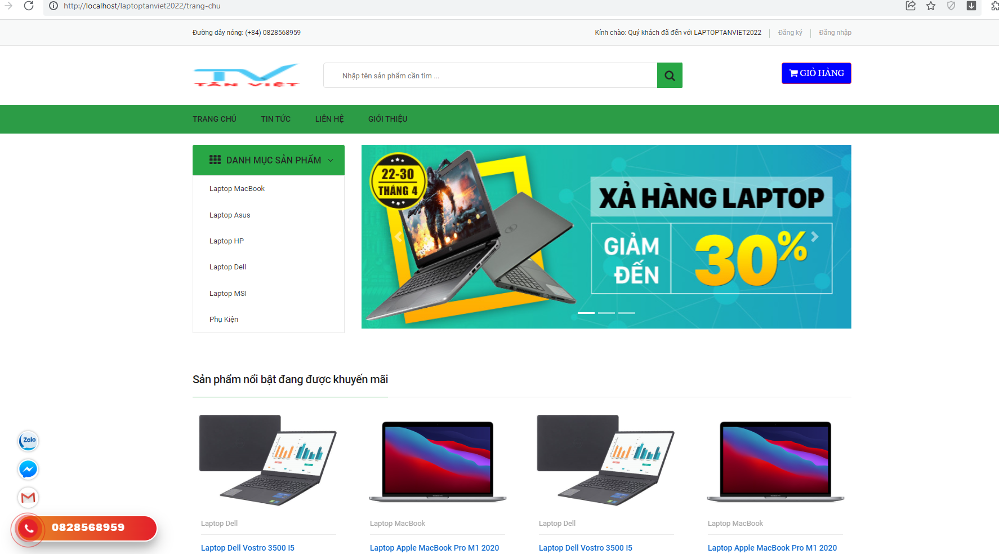 http://localhost/laptoptanviet2022/trang-chu
Đường dây nóng: (+84) 0828568959
Kính chào: Quý khách đã đến với LAPTOPTANVIET2022
Đăng ký
Đăng nhập
TV
TÂN VIỆT
Nhập tên sản phẩm cần tìm ...
GIỎ HÀNG
TRANG CHỦ
TIN TỨC
LIÊN HỆ
GIỚI THIỆU
DANH MỤC SẢN PHẨM
Laptop MacBook
Laptop Asus
Laptop HP
Laptop Dell
Laptop MSI
Phụ Kiện
22-30
THÁNG 4
XẢ HÀNG LAPTOP
GIẢM
ĐẾN
30%
Sản phẩm nổi bật đang được khuyến mãi
Laptop Dell
Laptop MacBook
Laptop Dell
Laptop MacBook
Laptop Dell Vostro 3500 I5
Laptop Apple MacBook Pro M1 2020
Laptop Dell Vostro 3500 I5
Laptop Apple MacBook Pro M1 2020
Zalo
0828568959